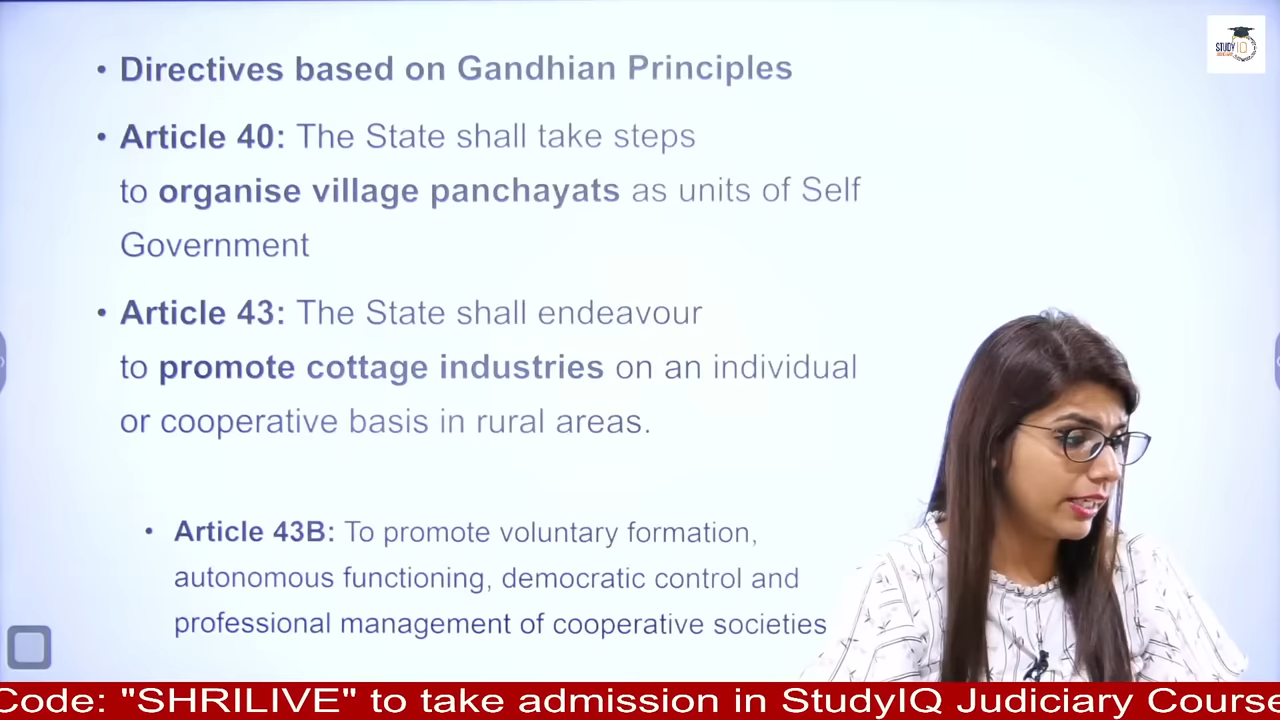 STUDY IQ
• Directives based on Gandhian Principles
• Article 40: The State shall take steps
to organise village panchayats as units of Self
Government
• Article 43: The State shall endeavour
to promote cottage industries on an individual
or cooperative basis in rural areas.
• Article 43B: To promote voluntary formation,
autonomous functioning, democratic control and
professional management of cooperative societies
Code: "SHRILIVE" to take admission in StudyIQ Judiciary Course